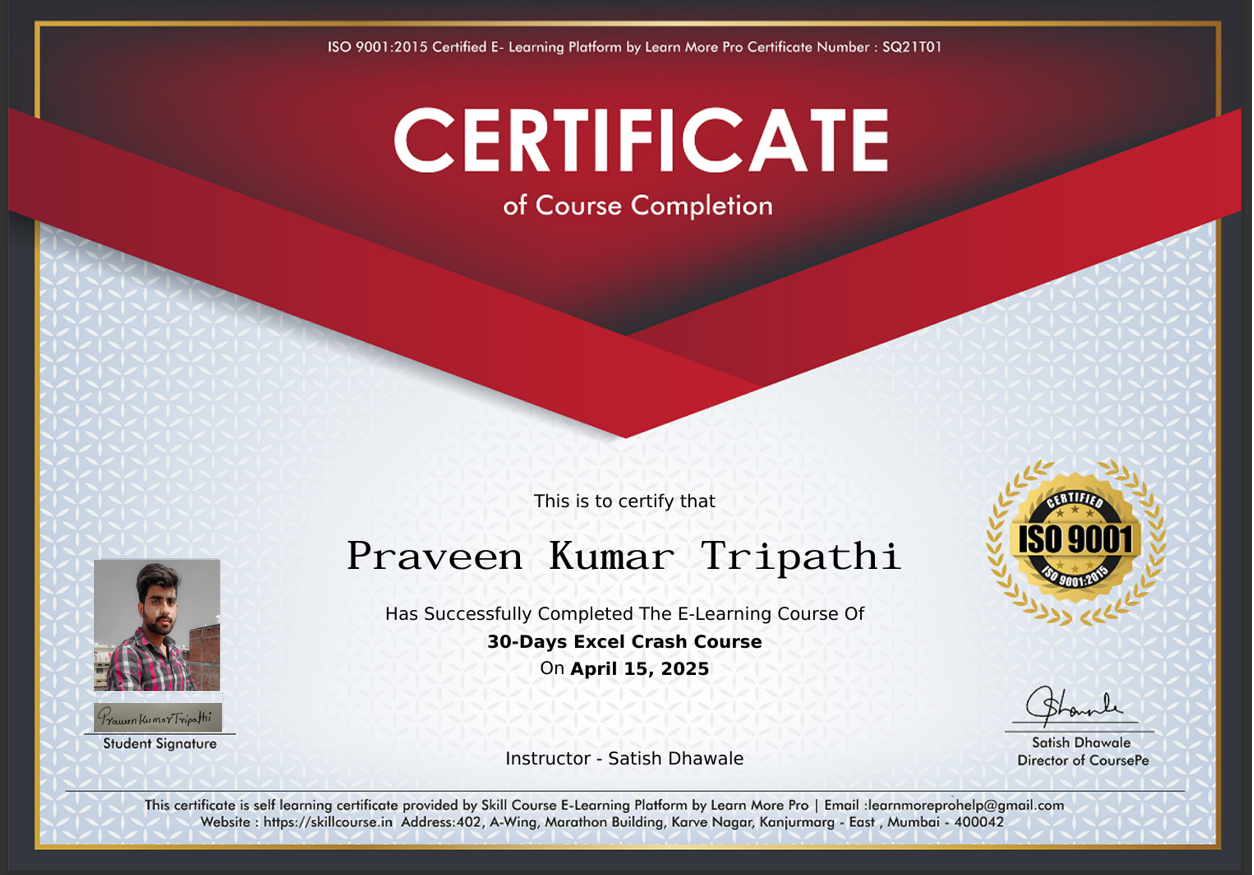 ISO 9001:2015 Certified E- Learning Platform by Learn More Pro Certificate Number : SQ21T01
CERTIFICATE
of Course Completion
This is to certify that
Praveen Kumar Tripathi
Has Successfully Completed The E-Learning Course Of
30-Days Excel Crash Course
On April 15, 2025
CERTIFIED
ISO 9001
ISO 9001:2015
Praveen Kumar Tripathi
Student Signature
Instructor - Satish Dhawale
Satish Dhawale
Director of CoursePe
This certificate is self learning certificate provided by Skill Course E-Learning Platform by Learn More Pro | Email :learnmoreprohelp@gmail.com
Website : https://skillcourse.in Address:402, A-Wing, Marathon Building, Karve Nagar, Kanjurmarg - East , Mumbai - 400042